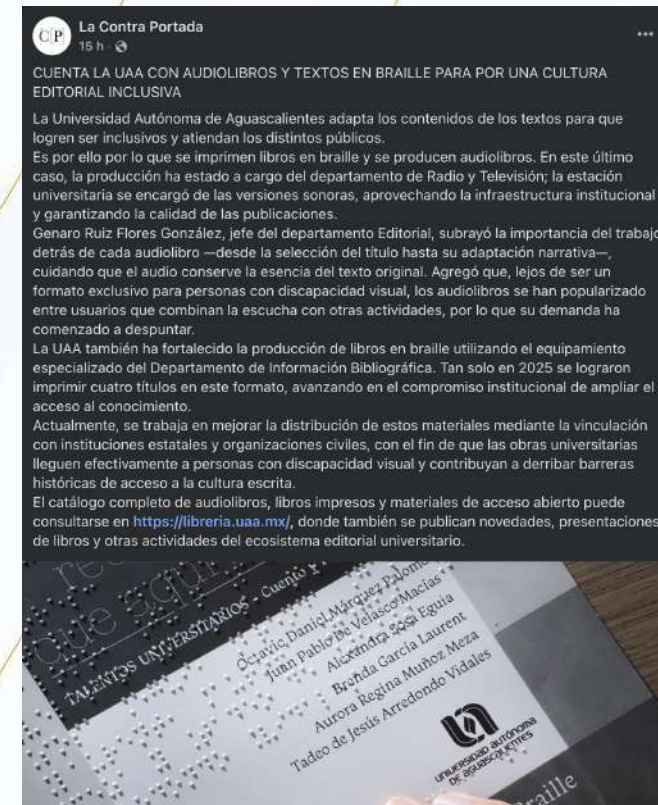 C|P|
La Contra Portada
15 h
CUENTA LA UAA CON AUDIOLIBROS Y TEXTOS EN BRAILLE PARA POR UNA CULTURA
EDITORIAL INCLUSIVA
La Universidad Autónoma de Aguascalientes adapta los contenidos de los textos para que
logren ser inclusivos y atiendan los distintos públicos.
Es por ello por lo que se imprimen libros en braille y se producen audiolibros. En este último
caso, la producción ha estado a cargo del departamento de Radio y Televisión; la estación
universitaria se encargó de las versiones sonoras, aprovechando la infraestructura institucional
y garantizando la calidad de las publicaciones.
Genaro Ruiz Flores González, jefe del departamento Editorial, subrayó la importancia del trabajo
detrás de cada audiolibro —desde la selección del título hasta su adaptación narrativa—,
cuidando que el audio conserve la esencia del texto original. Agregó que, lejos de ser un
formato exclusivo para personas con discapacidad visual, los audiolibros se han popularizado
entre usuarios que combinan la escucha con otras actividades, por lo que su demanda ha
comenzado a despuntar.
La UAA también ha fortalecido la producción de libros en braille utilizando el equipamiento
especializado del Departamento de Información Bibliográfica. Tan solo en 2025 se lograron
imprimir cuatro títulos en este formato, avanzando en el compromiso institucional de ampliar el
acceso al conocimiento.
Actualmente, se trabaja en mejorar la distribución de estos materiales mediante la vinculación
con instituciones estatales y organizaciones civiles, con el fin de que las obras universitarias
lleguen efectivamente a personas con discapacidad visual y contribuyan a derribar barreras
históricas de acceso a la cultura escrita.
El catálogo completo de audiolibros, libros impresos y materiales de acceso abierto puede
consultarse en https://libreria.uaa.mx/, donde también se publican novedades, presentaciones
de libros y otras actividades del ecosistema editorial universitario.
que
TALENTOS UNIVERSITARIOS - Cuento y
Octavio Daniel Márquez Palom
Juan Pablo De Velasco Macías
Alexandra Sosa Eguia
Brenda García Laurent
Aurora Regina Muñoz Meza
Tadeo de Jesús Arredondo Vidales
UNIVERSIDAD AUTÓNOMA
DE AGUASCALIENTES
Braille